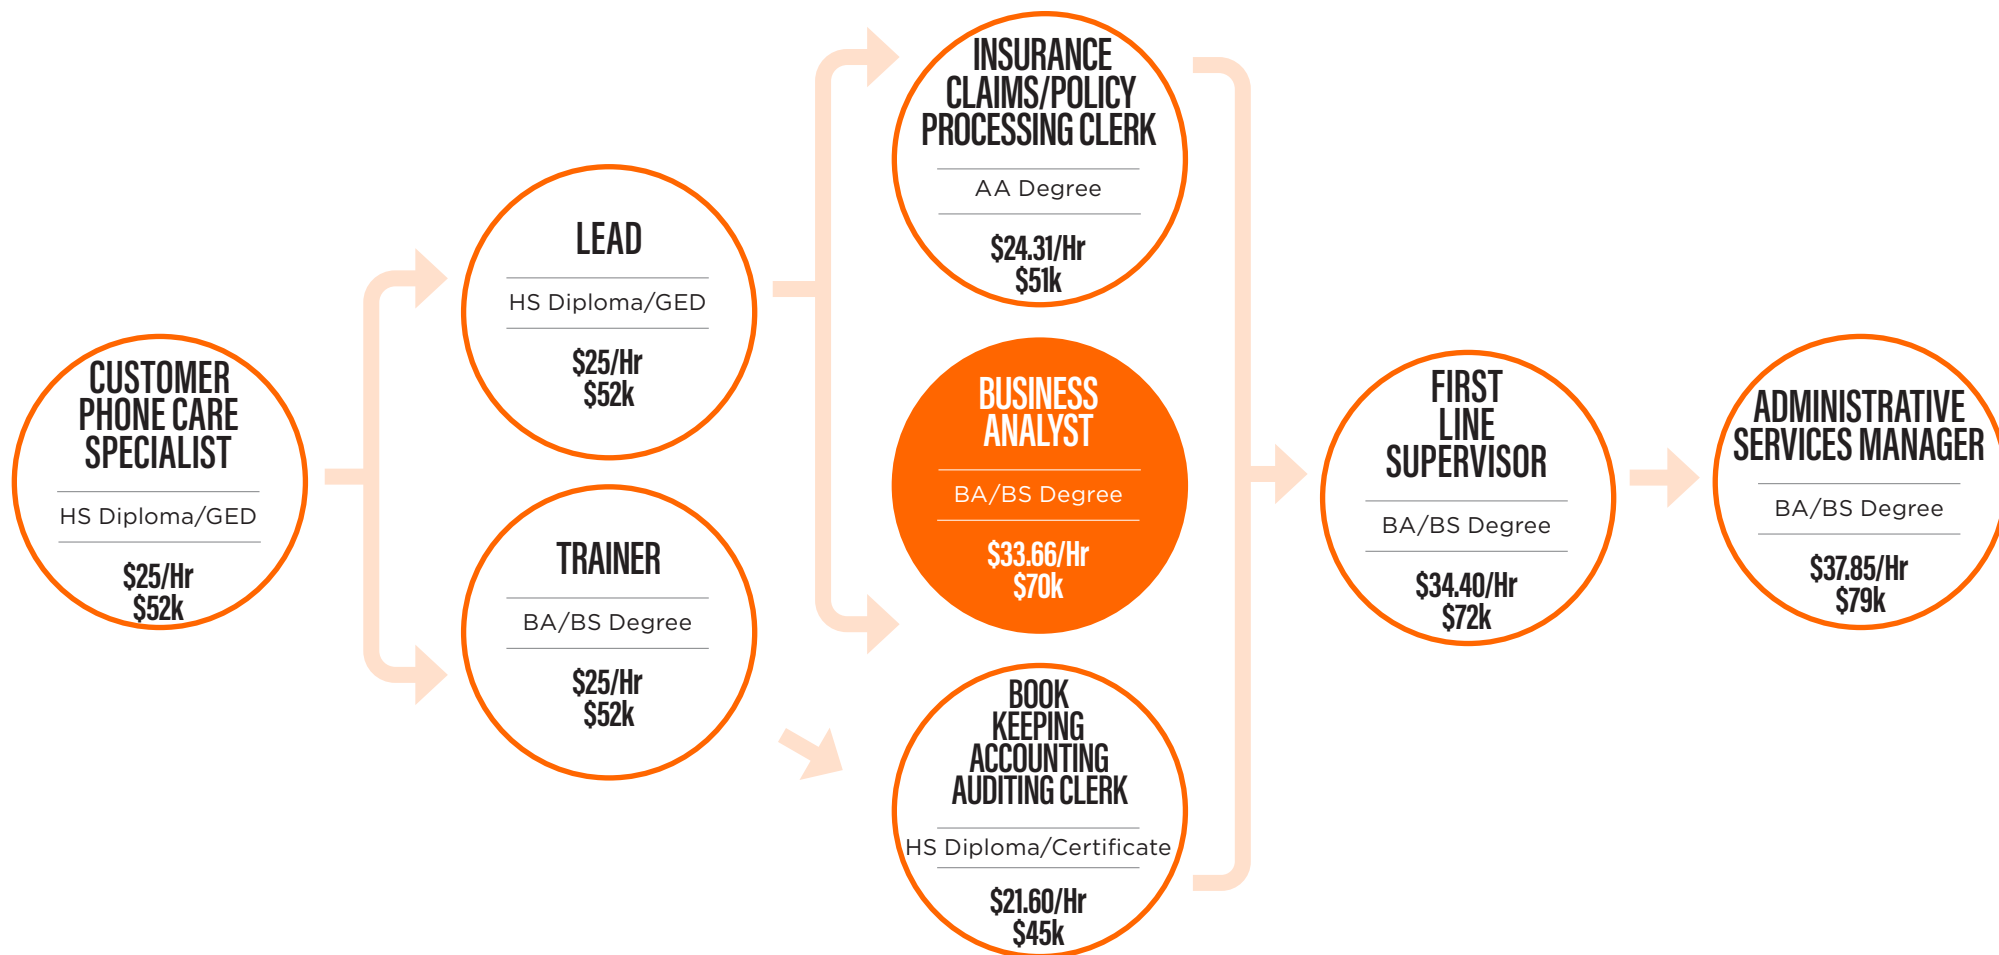 CUSTOMER
PHONE CARE
SPECIALIST
HS Diploma/GED
$25/Hr
$52k
LEAD
HS Diploma/GED
$25/Hr
$52k
TRAINER
BA/BS Degree
$25/Hr
$52k
INSURANCE
CLAIMS/POLICY
PROCESSING CLERK
AA Degree
$24.31/Hr
$51k
BUSINESS
ANALYST
BA/BS Degree
$33.66/Hr
$70k
BOOK
KEEPING
ACCOUNTING
AUDITING CLERK
HS Diploma/Certificate
$21.60/Hr
$45k
FIRST
LINE
SUPERVISOR
BA/BS Degree
$34.40/Hr
$72k
ADMINISTRATIVE
SERVICES MANAGER
BA/BS Degree
$37.85/Hr
$79k